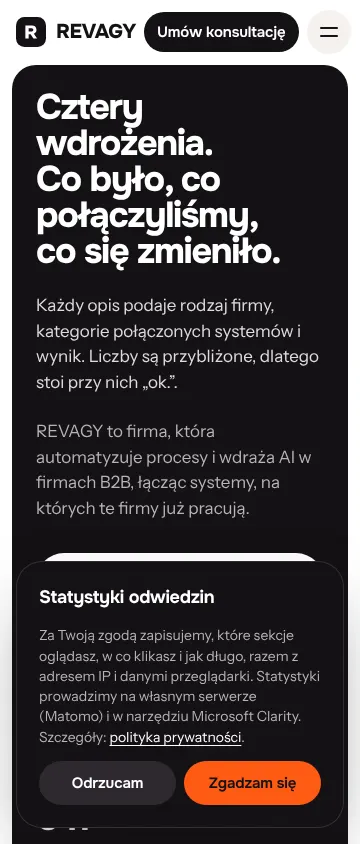 R REVAGY Umów konsultację
Cztery
wdrożenia.
Co było, co
połączyliśmy,
co się zmieniło.
Każdy opis podaje rodzaj firmy,
kategorie połączonych systemów i
wynik. Liczby są przybliżone, dlatego
stoi przy nich „ok.”.
REVAGY to firma, która
automatyzuje procesy i wdraża AI w
firmach B2B, łącząc systemy, na
których te firmy już pracują.
Statystyki odwiedzin
Za Twoją zgodą zapisujemy, które sekcje
oglądasz, w co klikasz i jak długo, razem z
adresem IP i danymi przeglądarki. Statystyki
prowadzimy na własnym serwerze
(Matomo) i w narzędziu Microsoft Clarity.
Szczegóły: polityka prywatności.
Odrzucam Zgadzam się